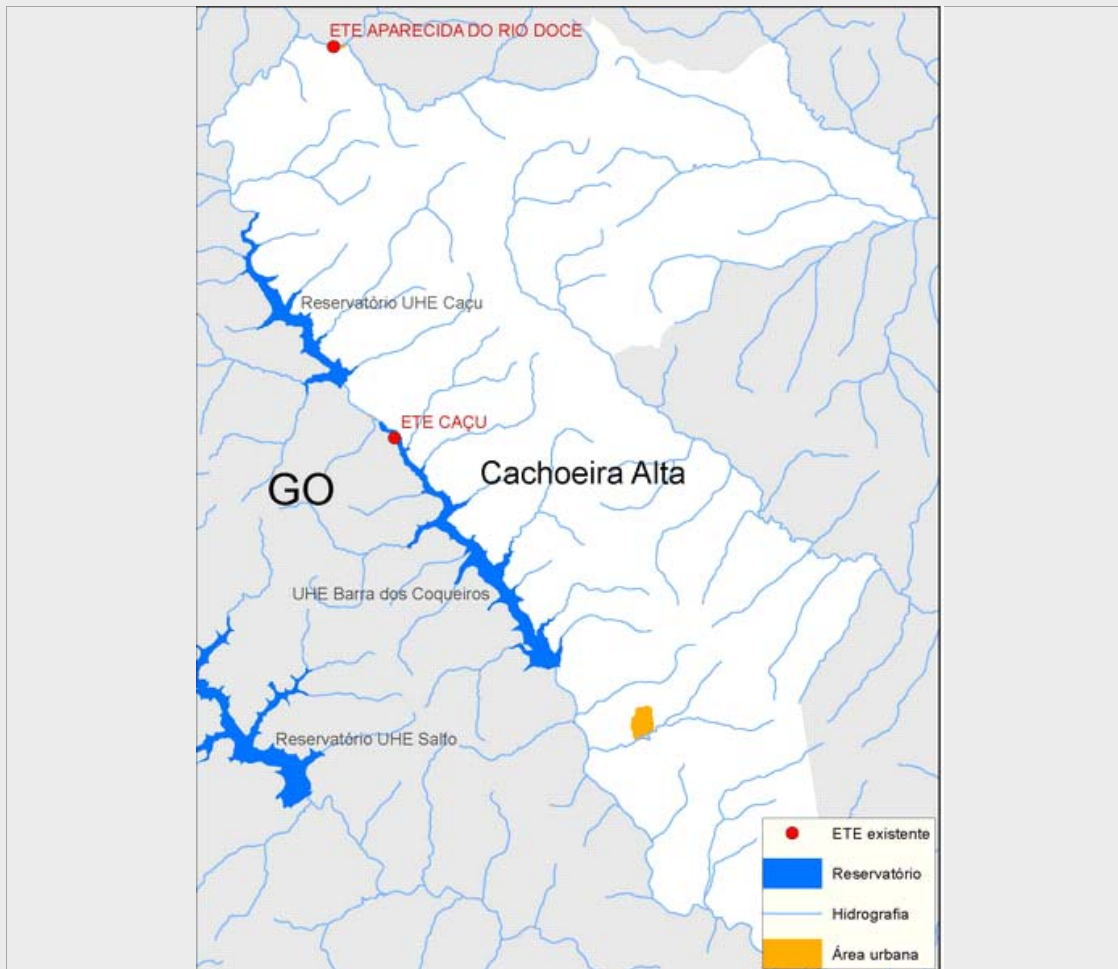 ETE APARECIDA DO RIO DOCE
Reservatório UHE Caçu
ETE CAÇU
Cachoeira Alta
GO
UHE Barra dos Coqueiros
Reservatório UHE Salto
ETE existente
Reservatório
Hidrografia
Área urbana